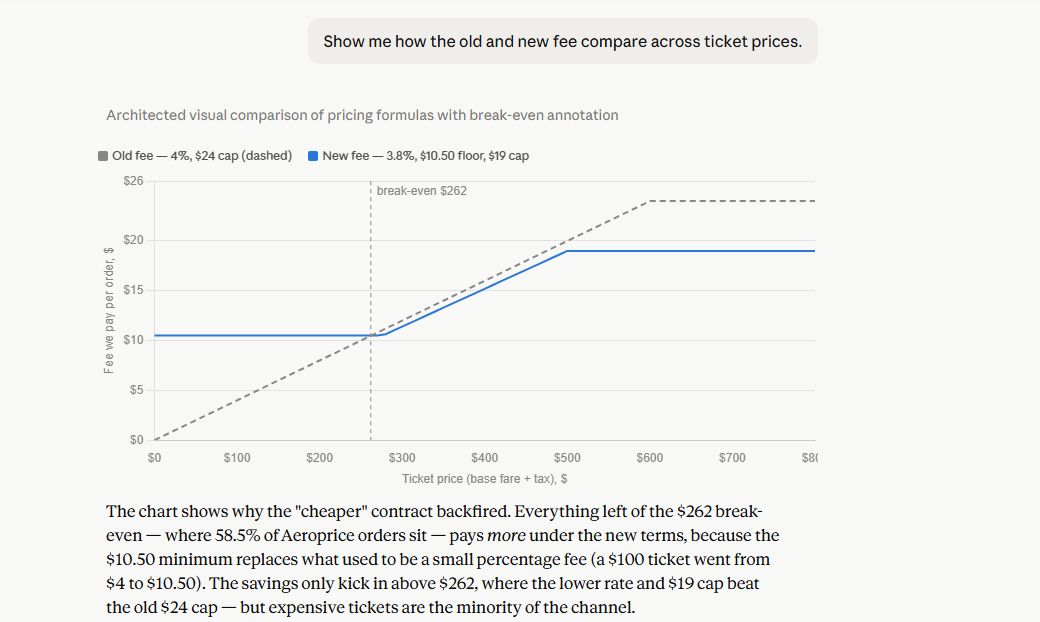 Show me how the old and new fee compare across ticket prices.
Architected visual comparison of pricing formulas with break-even annotation
Old fee — 4%, $24 cap (dashed) New fee — 3.8%, $10.50 floor, $19 cap
$26
break-even $262
$20
$15
$10
$5
$0
Fee we pay per order, $
$0 $100 $200 $300 $400 $500 $600 $700 $80
Ticket price (base fare + tax), $
The chart shows why the "cheaper" contract backfired. Everything left of the $262 break-
even — where 58.5% of Aeroprice orders sit — pays more under the new terms, because the
$10.50 minimum replaces what used to be a small percentage fee (a $100 ticket went from
$4 to $10.50). The savings only kick in above $262, where the lower rate and $19 cap beat
the old $24 cap — but expensive tickets are the minority of the channel.